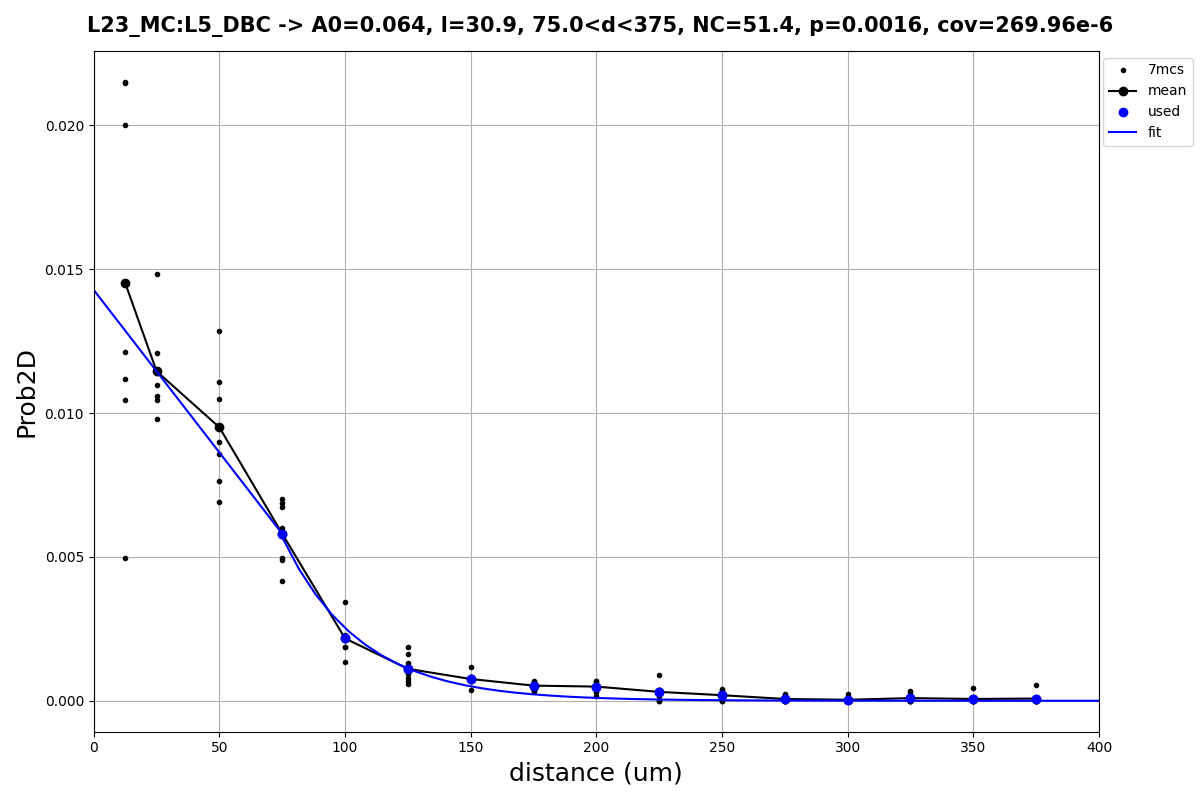 L23_MC:L5_DBC -> A0=0.064, l=30.9, 75.0<d<375, NC=51.4, p=0.0016, cov=269.96e-6
7mcs
mean
used
fit
0.020
0.015
0.010
0.005
0.000
Prob2D
0 50 100 150 200 250 300 350 400
distance (um)